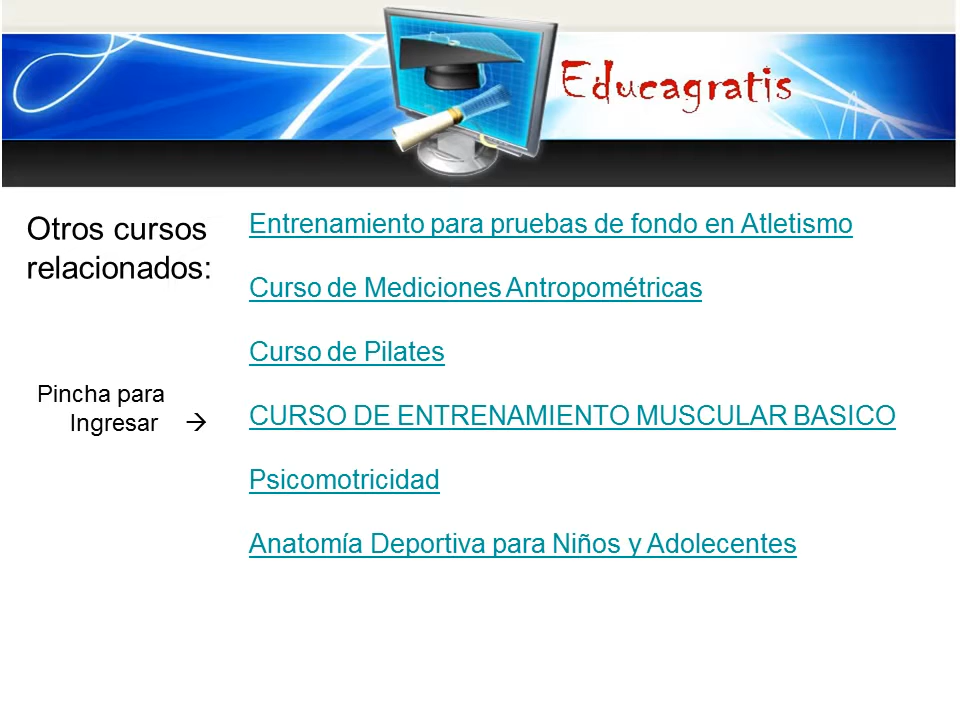 Educagratis
Otros cursos
relacionados:
Pincha para
Ingresar →
Entrenamiento para pruebas de fondo en Atletismo
Curso de Mediciones Antropométricas
Curso de Pilates
CURSO DE ENTRENAMIENTO MUSCULAR BASICO
Psicomotricidad
Anatomía Deportiva para Niños y Adolecentes